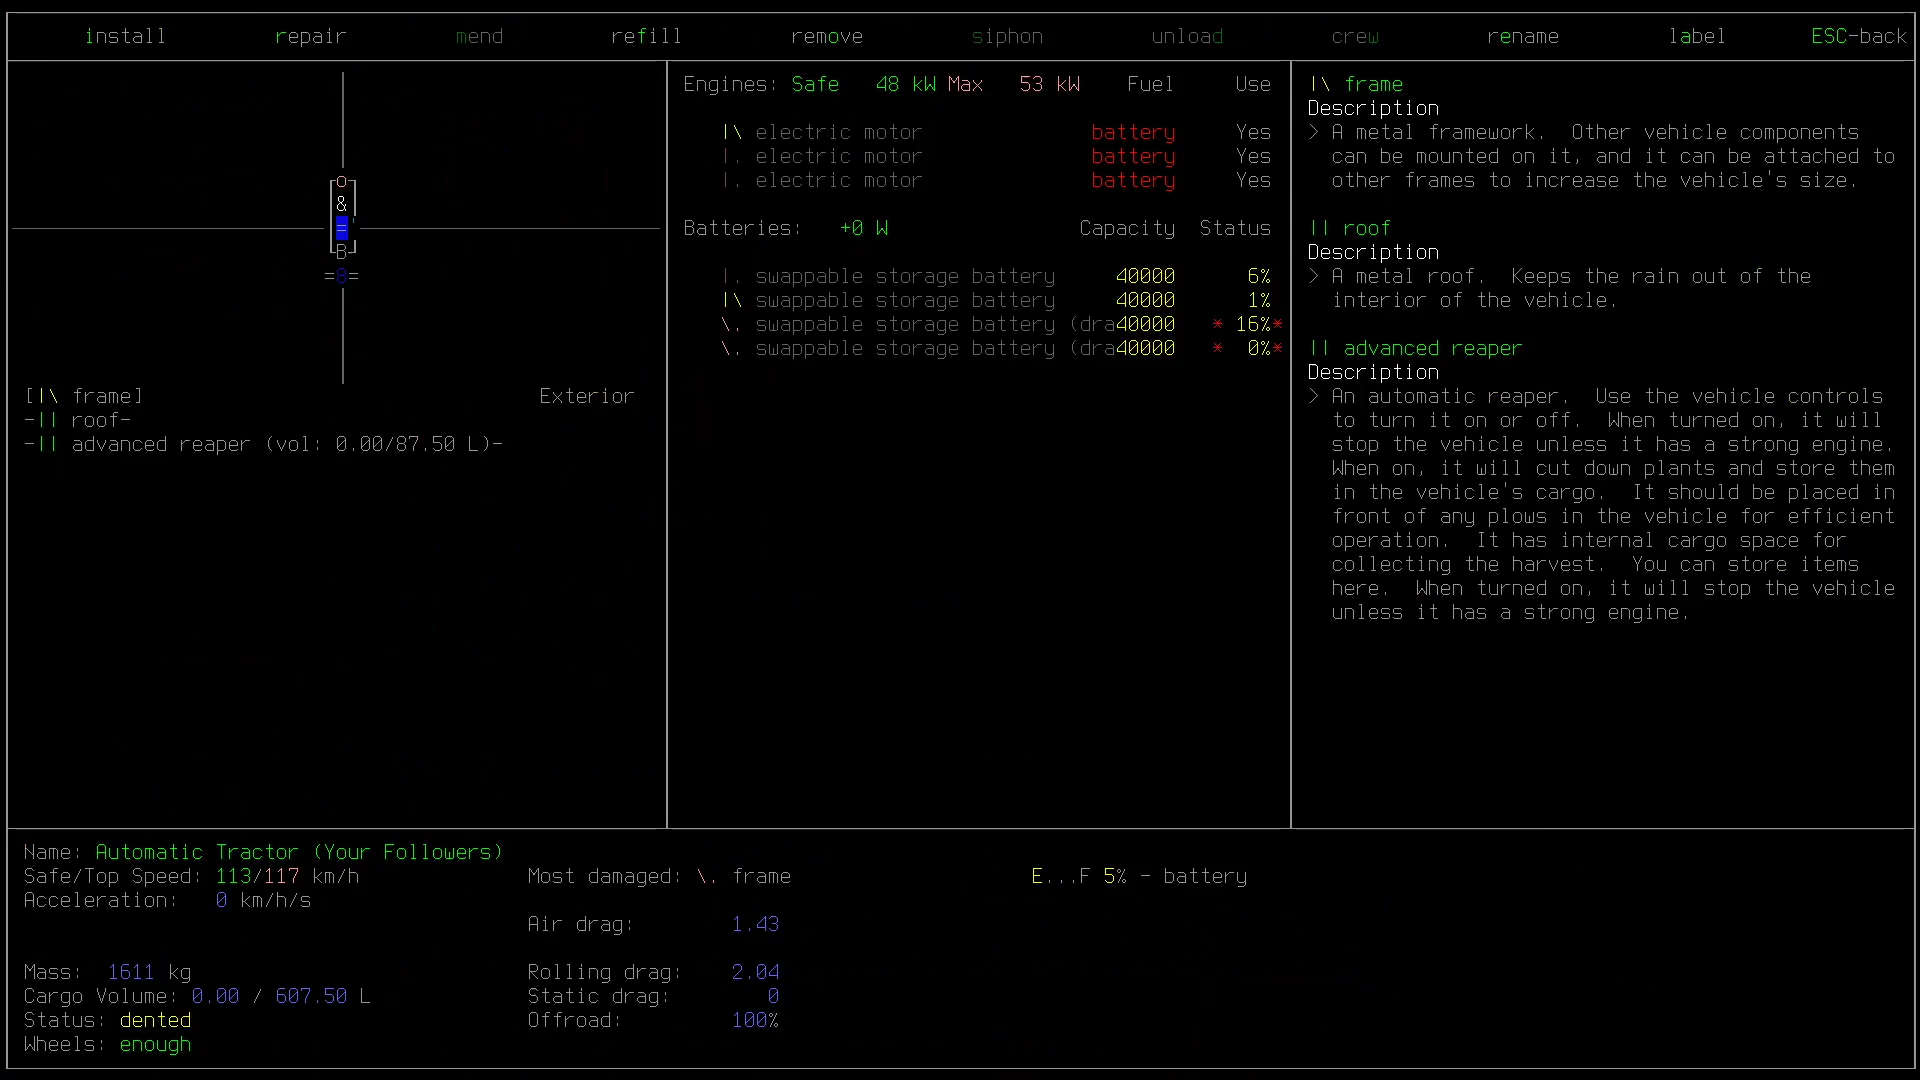 install repair mend refill remove siphon unload crew rename label ESC-back
O
&
=
B
=8=
[|\ frame] Exterior
-|| roof-
-|| advanced reaper (vol: 0.00/87.50 L)-
Engines: Safe 48 kW Max 53 kW Fuel Use
|\ electric motor battery Yes
|. electric motor battery Yes
|. electric motor battery Yes
Batteries: +0 W Capacity Status
|. swappable storage battery 40000 6%
|\ swappable storage battery 40000 1%
\. swappable storage battery (dra40000 * 16%*
\. swappable storage battery (dra40000 * 0%*
|\ frame
Description
> A metal framework. Other vehicle components
can be mounted on it, and it can be attached to
other frames to increase the vehicle's size.
|| roof
Description
> A metal roof. Keeps the rain out of the
interior of the vehicle.
|| advanced reaper
Description
> An automatic reaper. Use the vehicle controls
to turn it on or off. When turned on, it will
stop the vehicle unless it has a strong engine.
When on, it will cut down plants and store them
in the vehicle's cargo. It should be placed in
front of any plows in the vehicle for efficient
operation. It has internal cargo space for
collecting the harvest. You can store items
here. When turned on, it will stop the vehicle
unless it has a strong engine.
Name: Automatic Tractor (Your Followers)
Safe/Top Speed: 113/117 km/h
Acceleration: 0 km/h/s
Mass: 1611 kg
Cargo Volume: 0.00 / 607.50 L
Status: dented
Wheels: enough
Most damaged: \. frame
Air drag: 1.43
Rolling drag: 2.04
Static drag: 0
Offroad: 100%
E...F 5% - battery